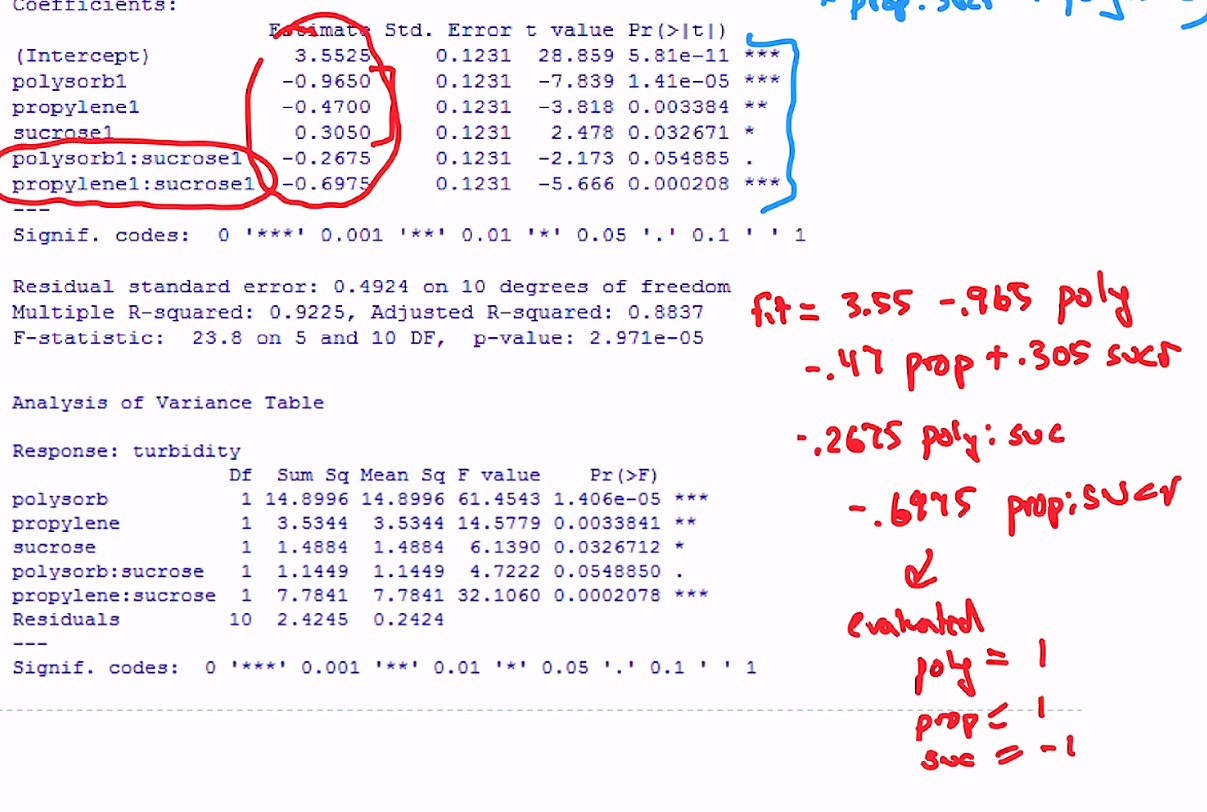 Coefficients:
prop:sucr
Estimate Std. Error t value Pr(>|t|)
(Intercept) 3.5525 0.1231 28.859 5.81e-11 ***
polysorb1 -0.9650 0.1231 -7.839 1.41e-05 ***
propylene1 -0.4700 0.1231 -3.818 0.003384 **
sucrose1 0.3050 0.1231 2.478 0.032671 *
polysorb1:sucrose1 -0.2675 0.1231 -2.173 0.054885 .
propylene1:sucrose1 -0.6975 0.1231 -5.666 0.000208 ***
---
Signif. codes: 0 '***' 0.001 '**' 0.01 '*' 0.05 '.' 0.1 ' ' 1
Residual standard error: 0.4924 on 10 degrees of freedom
Multiple R-squared: 0.9225, Adjusted R-squared: 0.8837
F-statistic: 23.8 on 5 and 10 DF, p-value: 2.971e-05
Analysis of Variance Table
Response: turbidity
Df Sum Sq Mean Sq F value Pr(>F)
polysorb 1 14.8996 14.8996 61.4543 1.406e-05 ***
propylene 1 3.5344 3.5344 14.5779 0.0033841 **
sucrose 1 1.4884 1.4884 6.1390 0.0326712 *
polysorb:sucrose 1 1.1449 1.1449 4.7222 0.0548850 .
propylene:sucrose 1 7.7841 7.7841 32.1060 0.0002078 ***
Residuals 10 2.4245 0.2424
---
Signif. codes: 0 '***' 0.001 '**' 0.01 '*' 0.05 '.' 0.1 ' ' 1
fit = 3.55 -.965 poly
-.47 prop + .305 sucr
-.2675 poly:suc
-.6975 prop:sucr
evaluated
poly = 1
prop = 1
suc = -1